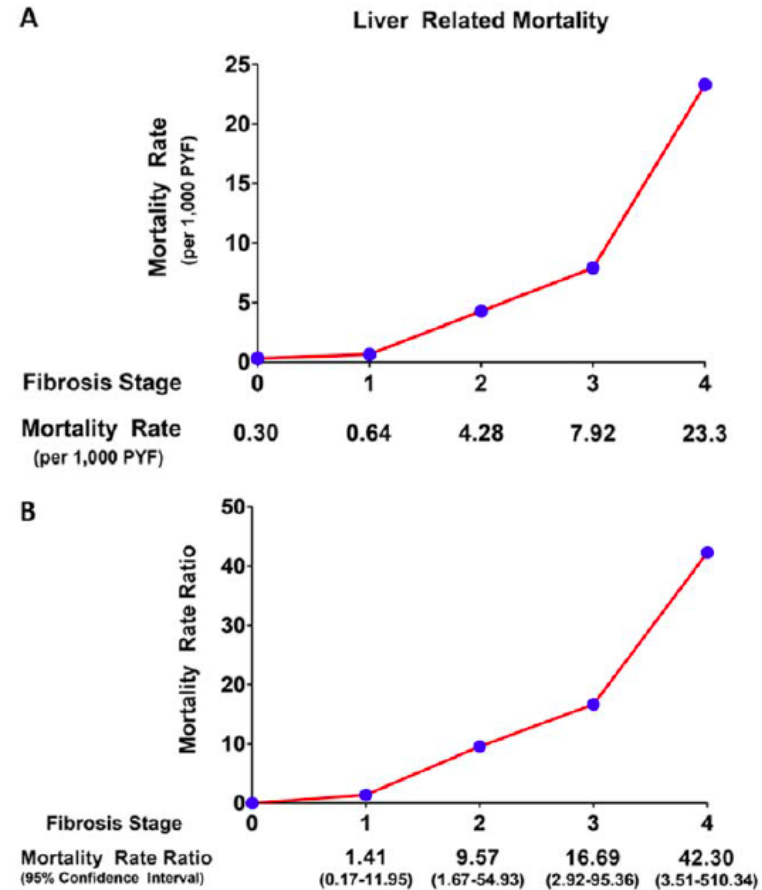 A
Liver Related Mortality
25
20
15
10
5
0
Mortality Rate
(per 1,000 PYF)
Fibrosis Stage 0 1 2 3 4
Mortality Rate 0.30 0.64 4.28 7.92 23.3
(per 1,000 PYF)
B
50
40
30
20
10
0
Mortality Rate Ratio
Fibrosis Stage 0 1 2 3 4
Mortality Rate Ratio 1.41 9.57 16.69 42.30
(95% Confidence Interval) (0.17-11.95) (1.67-54.93) (2.92-95.36) (3.51-510.34)